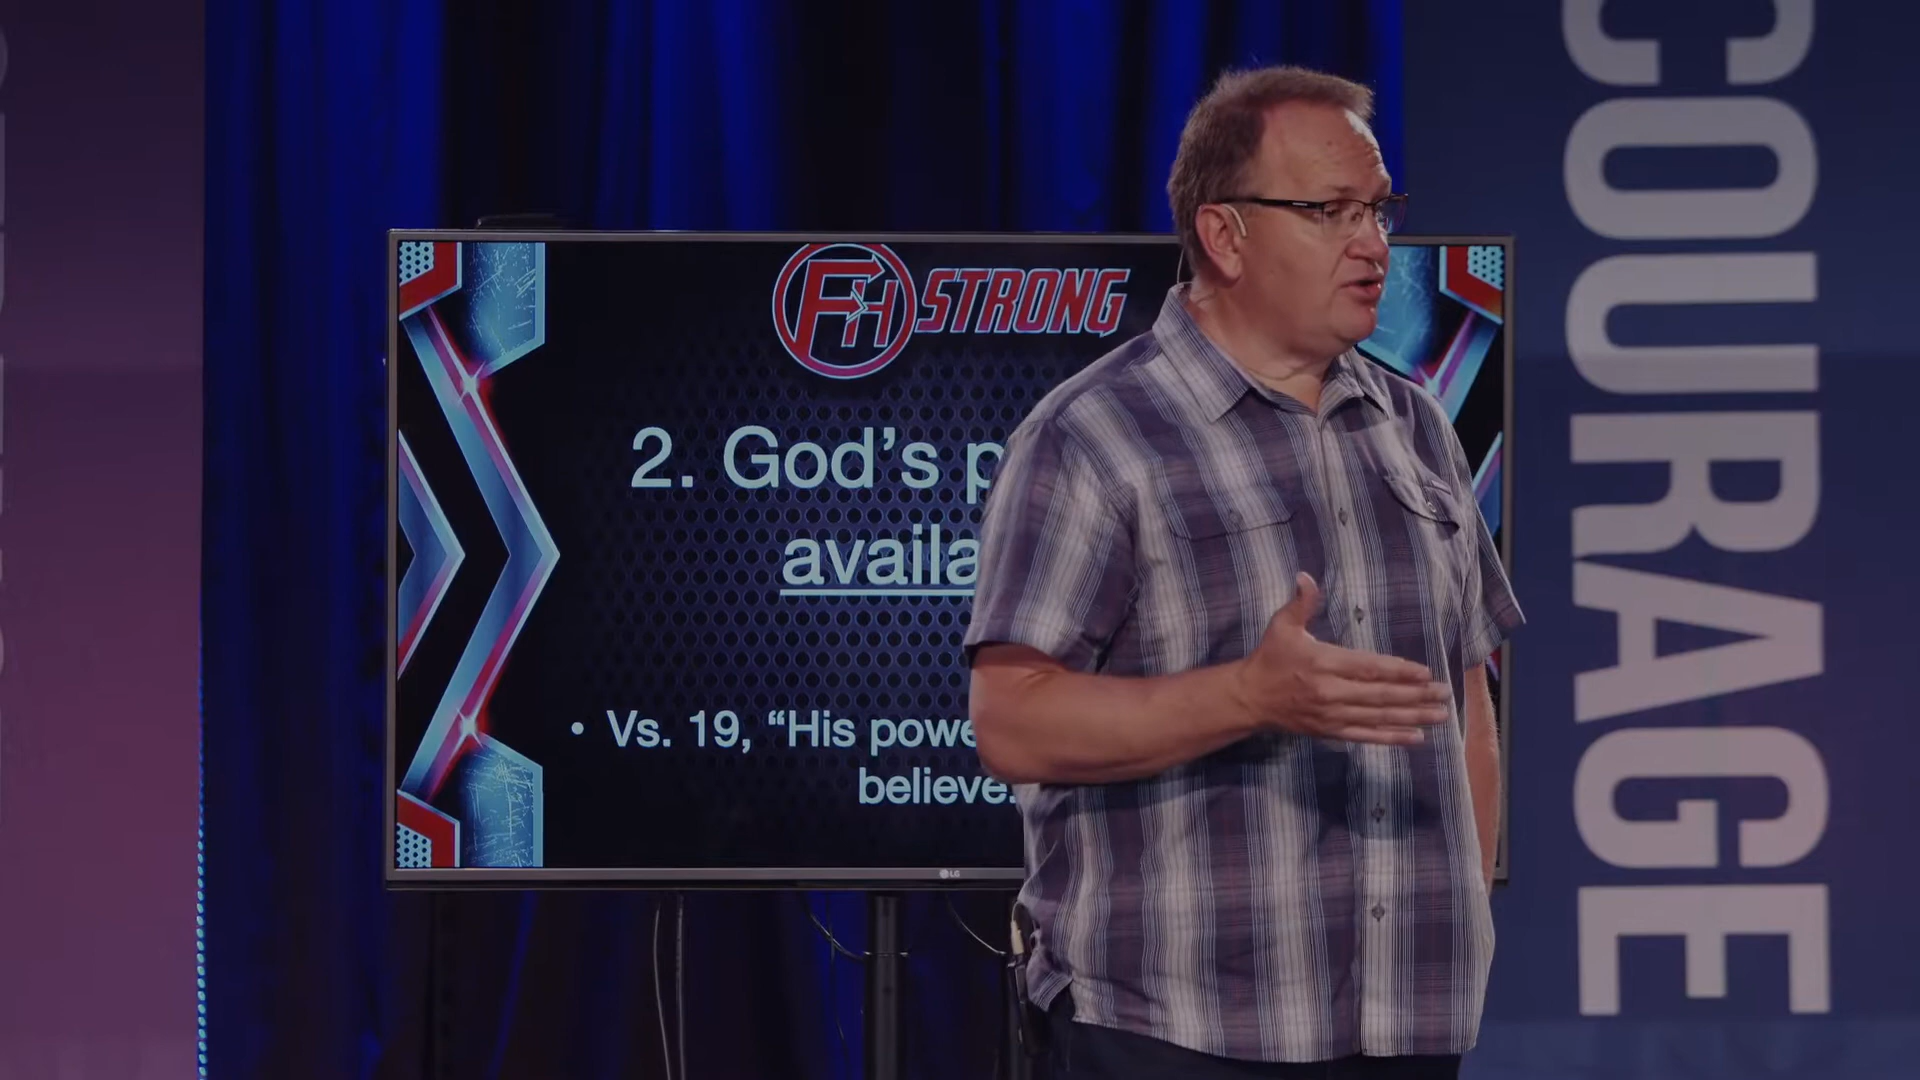 FH STRONG
2. God’s
availa
• Vs. 19, “His powe
believe.
LG
COURAGE